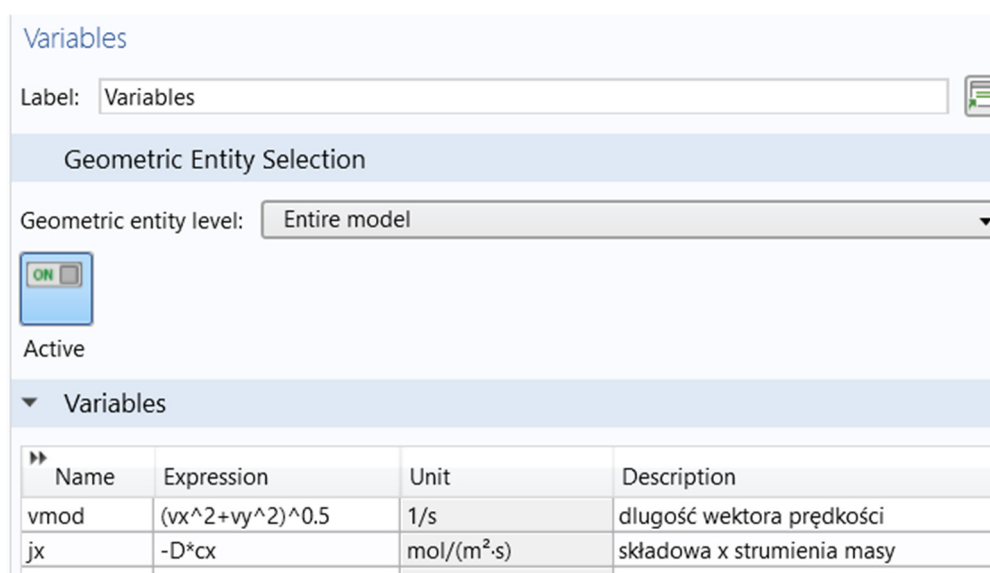 Variables
Label: Variables
Geometric Entity Selection
Geometric entity level: Entire model
ON
Active
Variables
Name Expression Unit Description
vmod (vx^2+vy^2)^0.5 1/s dlugość wektora prędkości
jx -D*cx mol/(m²·s) składowa x strumienia masy